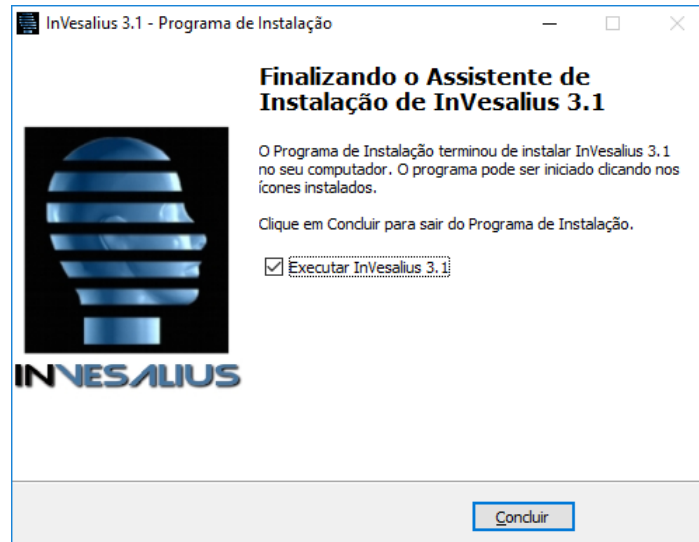 InVesalius 3.1 - Programa de Instalação
Finalizando o Assistente de
Instalação de InVesalius 3.1
O Programa de Instalação terminou de instalar InVesalius 3.1
no seu computador. O programa pode ser iniciado clicando nos
ícones instalados.
Clique em Concluir para sair do Programa de Instalação.
Executar InVesalius 3.1
INVESALIUS
Concluir